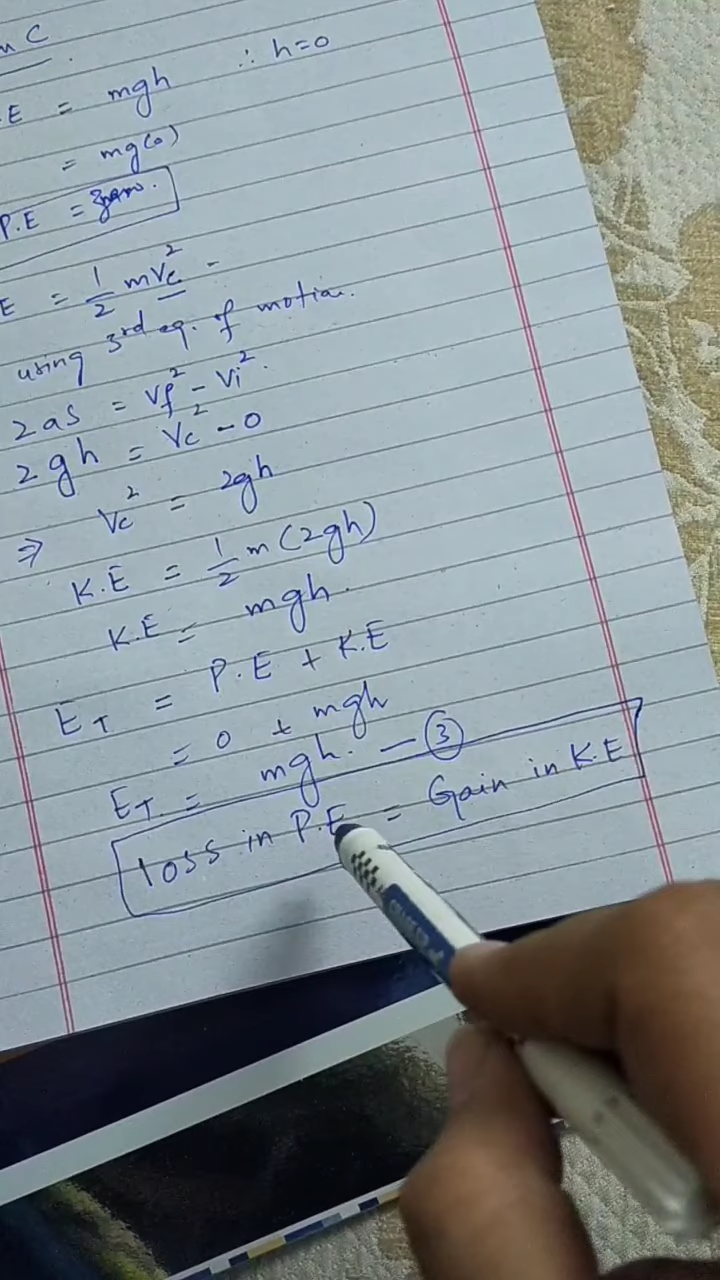 n C
.E = mgh ∴ h=0
= mg(0)
P.E = zero.
E = 1/2 mVc² -
using 3rd eq. of motion.
2as = Vf² - Vi².
2gh = Vc² - 0
⇒ Vc² = 2gh
K.E = 1/2 m(2gh)
K.E = mgh.
ET = P.E + K.E
= 0 + mgh
ET = mgh. — ③
loss in P.E = Gain in K.E